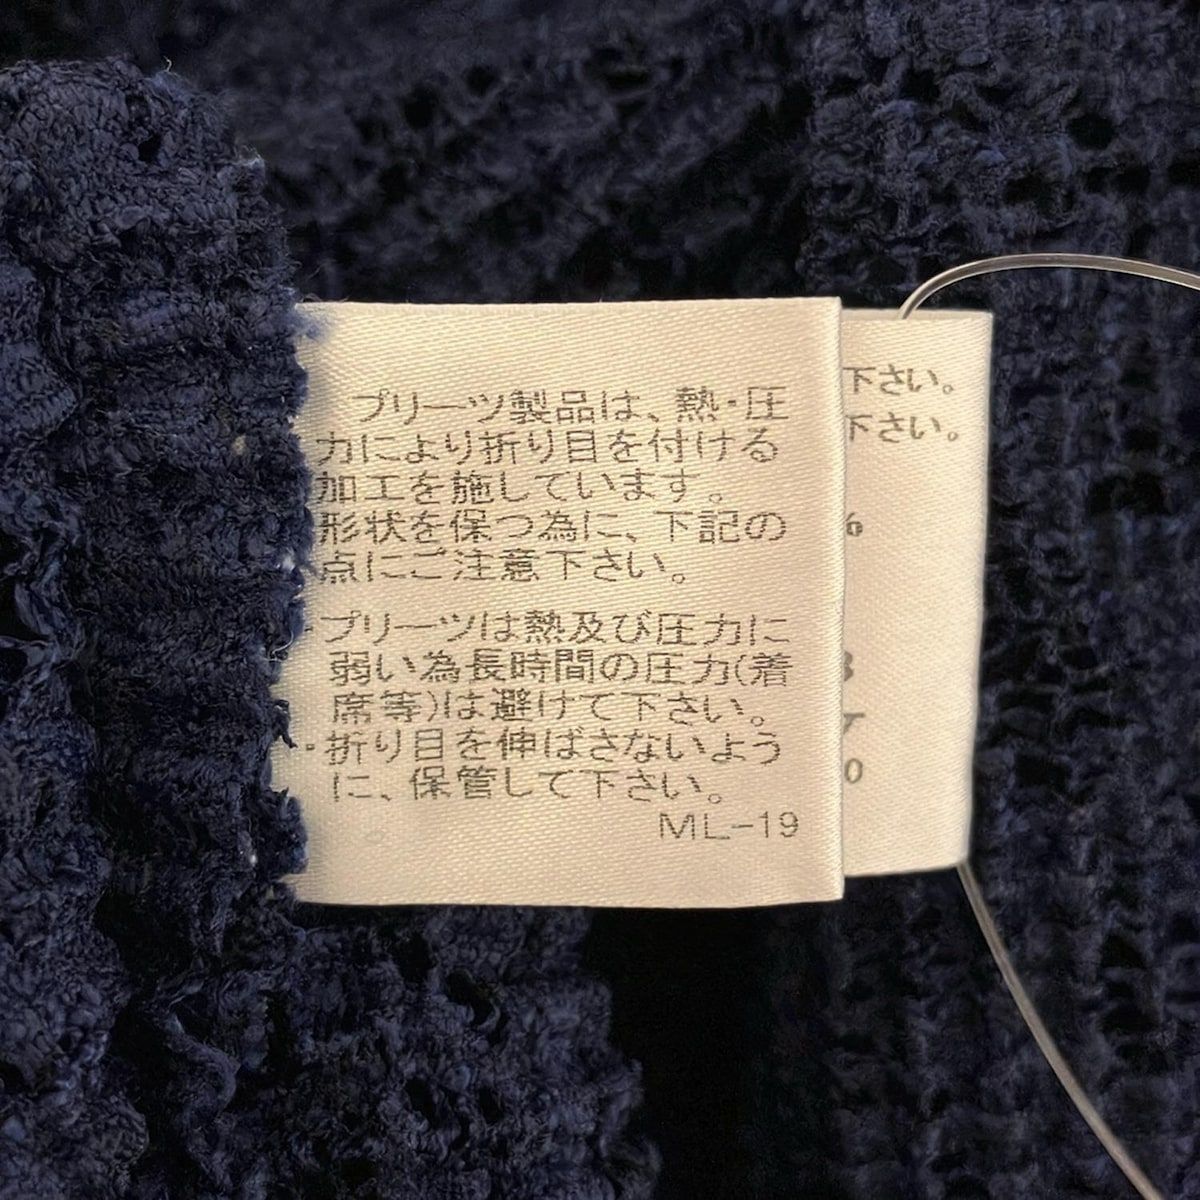 プリーツ製品は、熱・圧
力により折り目を付ける
加工を施しています。
形状を保つ為に、下記の
点にご注意下さい。
・プリーツは熱及び圧力に
弱い為長時間の圧力(着
席等)は避けて下さい。
・折り目を伸ばさないよう
に、保管して下さい。
ML-19
下さい。
下さい。
%
0